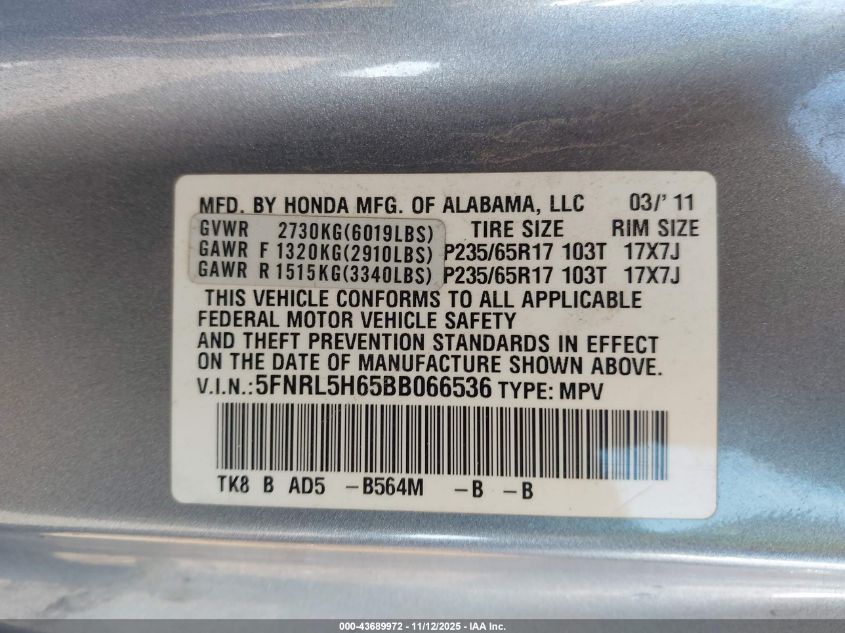 MFD. BY HONDA MFG. OF ALABAMA, LLC 03/' 11
GVWR 2730KG(6019LBS) TIRE SIZE RIM SIZE
GAWR F 1320KG(2910LBS) P235/65R17 103T 17X7J
GAWR R 1515KG(3340LBS) P235/65R17 103T 17X7J
THIS VEHICLE CONFORMS TO ALL APPLICABLE
FEDERAL MOTOR VEHICLE SAFETY
AND THEFT PREVENTION STANDARDS IN EFFECT
ON THE DATE OF MANUFACTURE SHOWN ABOVE.
V.I.N.:5FNRL5H65BB066536 TYPE: MPV
TK8 B AD5 -B564M -B -B
000-43689972 - 11/12/2025 - IAA Inc.